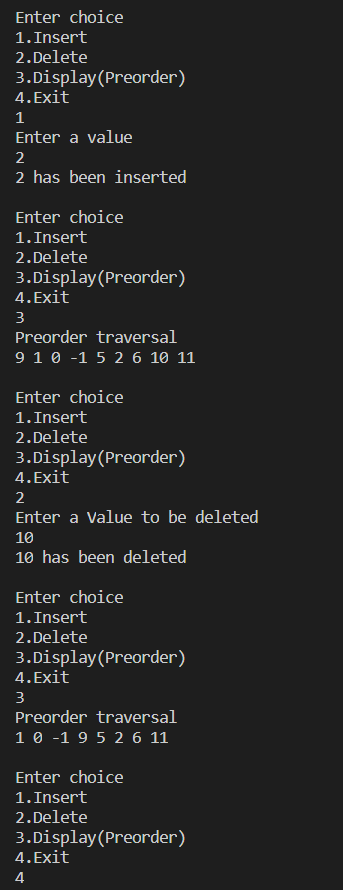 Enter choice
1.Insert
2.Delete
3.Display(Preorder)
4.Exit
1
Enter a value
2
2 has been inserted
Enter choice
1.Insert
2.Delete
3.Display(Preorder)
4.Exit
3
Preorder traversal
9 1 0 -1 5 2 6 10 11
Enter choice
1.Insert
2.Delete
3.Display(Preorder)
4.Exit
2
Enter a Value to be deleted
10
10 has been deleted
Enter choice
1.Insert
2.Delete
3.Display(Preorder)
4.Exit
3
Preorder traversal
1 0 -1 9 5 2 6 11
Enter choice
1.Insert
2.Delete
3.Display(Preorder)
4.Exit
4